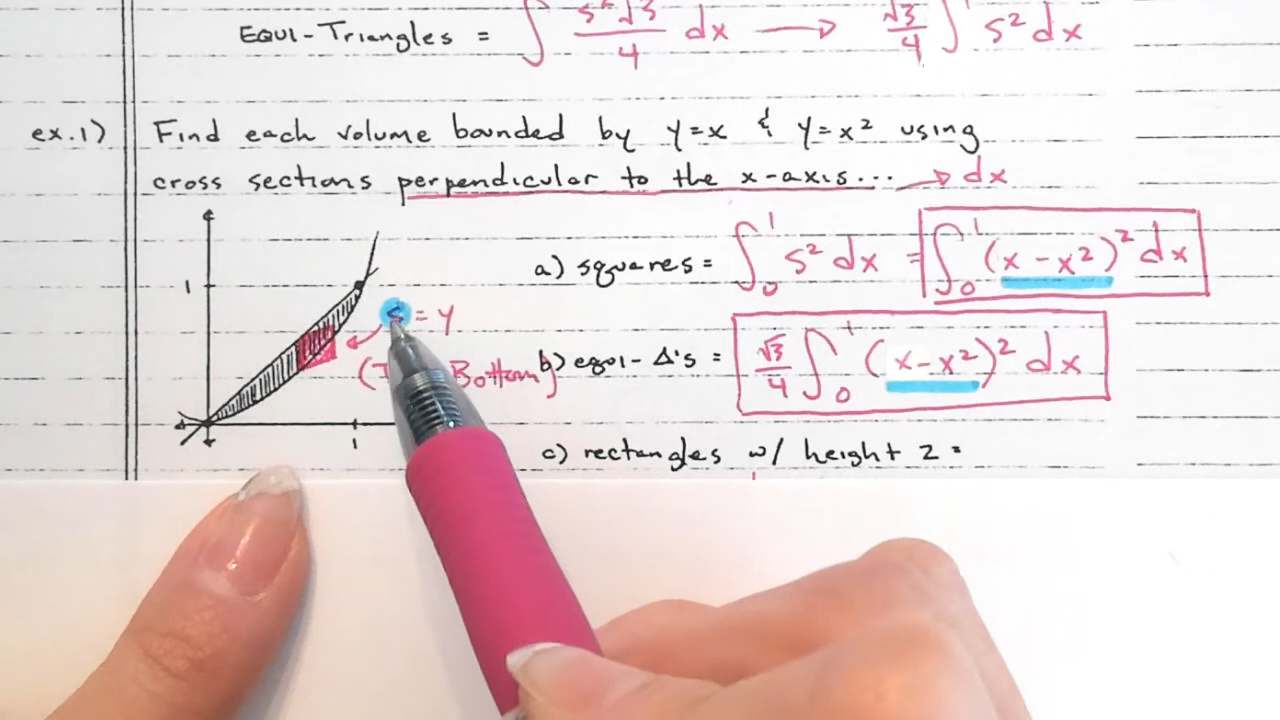 EQUI-Triangles = ∫ s²√3/4 dx → √3/4 ∫ s² dx
ex.1) Find each volume bounded by y=x & y=x² using
cross sections perpendicular to the x-axis... → dx
a) squares = ∫₀¹ s² dx = ∫₀¹ (x-x²)² dx
1
s = y
b) equi-Δ's = √3/4 ∫₀¹ (x-x²)² dx
Bottom)
1
c) rectangles w/ height 2 =